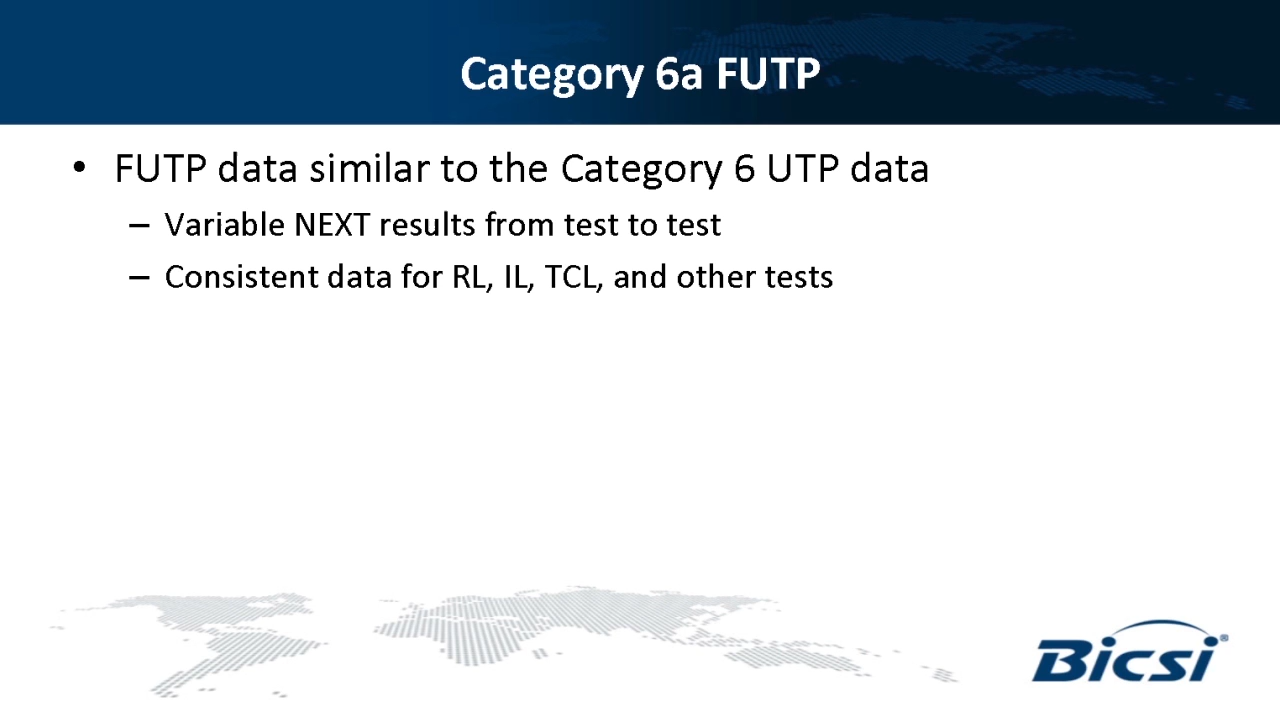 Category 6a FUTP
• FUTP data similar to the Category 6 UTP data
– Variable NEXT results from test to test
– Consistent data for RL, IL, TCL, and other tests
Bicsi®